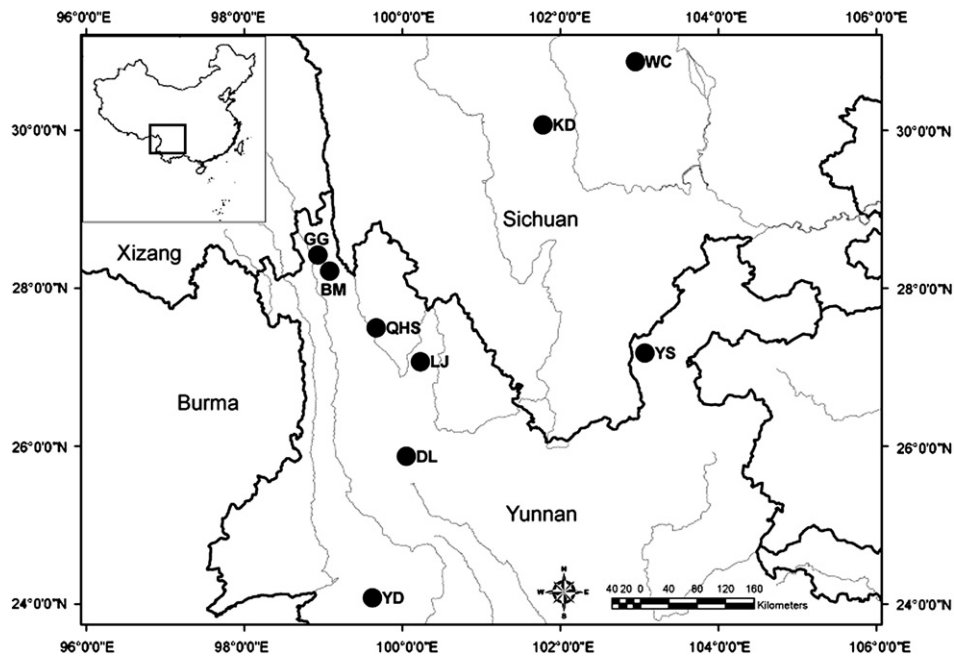 96°0'0"E 98°0'0"E 100°0'0"E 102°0'0"E 104°0'0"E 106°0'0"E
WC
30°0'0"N KD 30°0'0"N
Sichuan
GG
Xizang
BM
28°0'0"N 28°0'0"N
QHS
YS
LJ
Burma
26°0'0"N 26°0'0"N
DL
Yunnan
N
W E
S
40 20 0 40 80 120 160
Kilometers
24°0'0"N YD 24°0'0"N
96°0'0"E 98°0'0"E 100°0'0"E 102°0'0"E 104°0'0"E 106°0'0"E